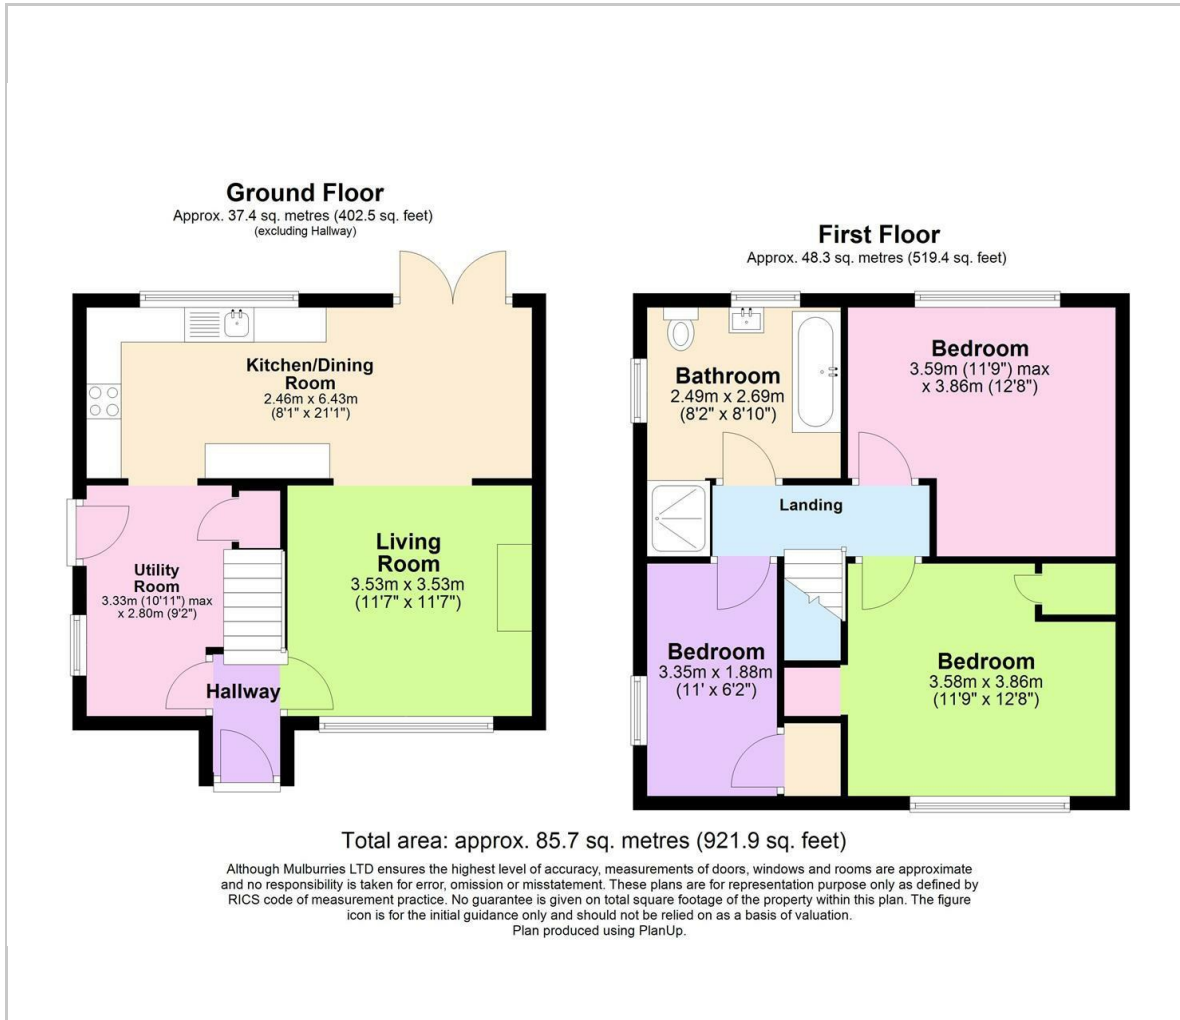 Ground Floor
Approx. 37.4 sq. metres (402.5 sq. feet)
(excluding Hallway)
Kitchen/Dining
Room
2.46m x 6.43m
(8'1" x 21'1")
Utility
Room
3.33m (10'11") max
x 2.80m (9'2")
Living
Room
3.53m x 3.53m
(11'7" x 11'7")
Hallway
First Floor
Approx. 48.3 sq. metres (519.4 sq. feet)
Bathroom
2.49m x 2.69m
(8'2" x 8'10")
Bedroom
3.59m (11'9") max
x 3.86m (12'8")
Landing
Bedroom
3.35m x 1.88m
(11' x 6'2")
Bedroom
3.58m x 3.86m
(11'9" x 12'8")
Total area: approx. 85.7 sq. metres (921.9 sq. feet)
Although Mulburries LTD ensures the highest level of accuracy, measurements of doors, windows and rooms are approximate
and no responsibility is taken for error, omission or misstatement. These plans are for representation purpose only as defined by
RICS code of measurement practice. No guarantee is given on total square footage of the property within this plan. The figure
icon is for the initial guidance only and should not be relied on as a basis of valuation.
Plan produced using PlanUp.